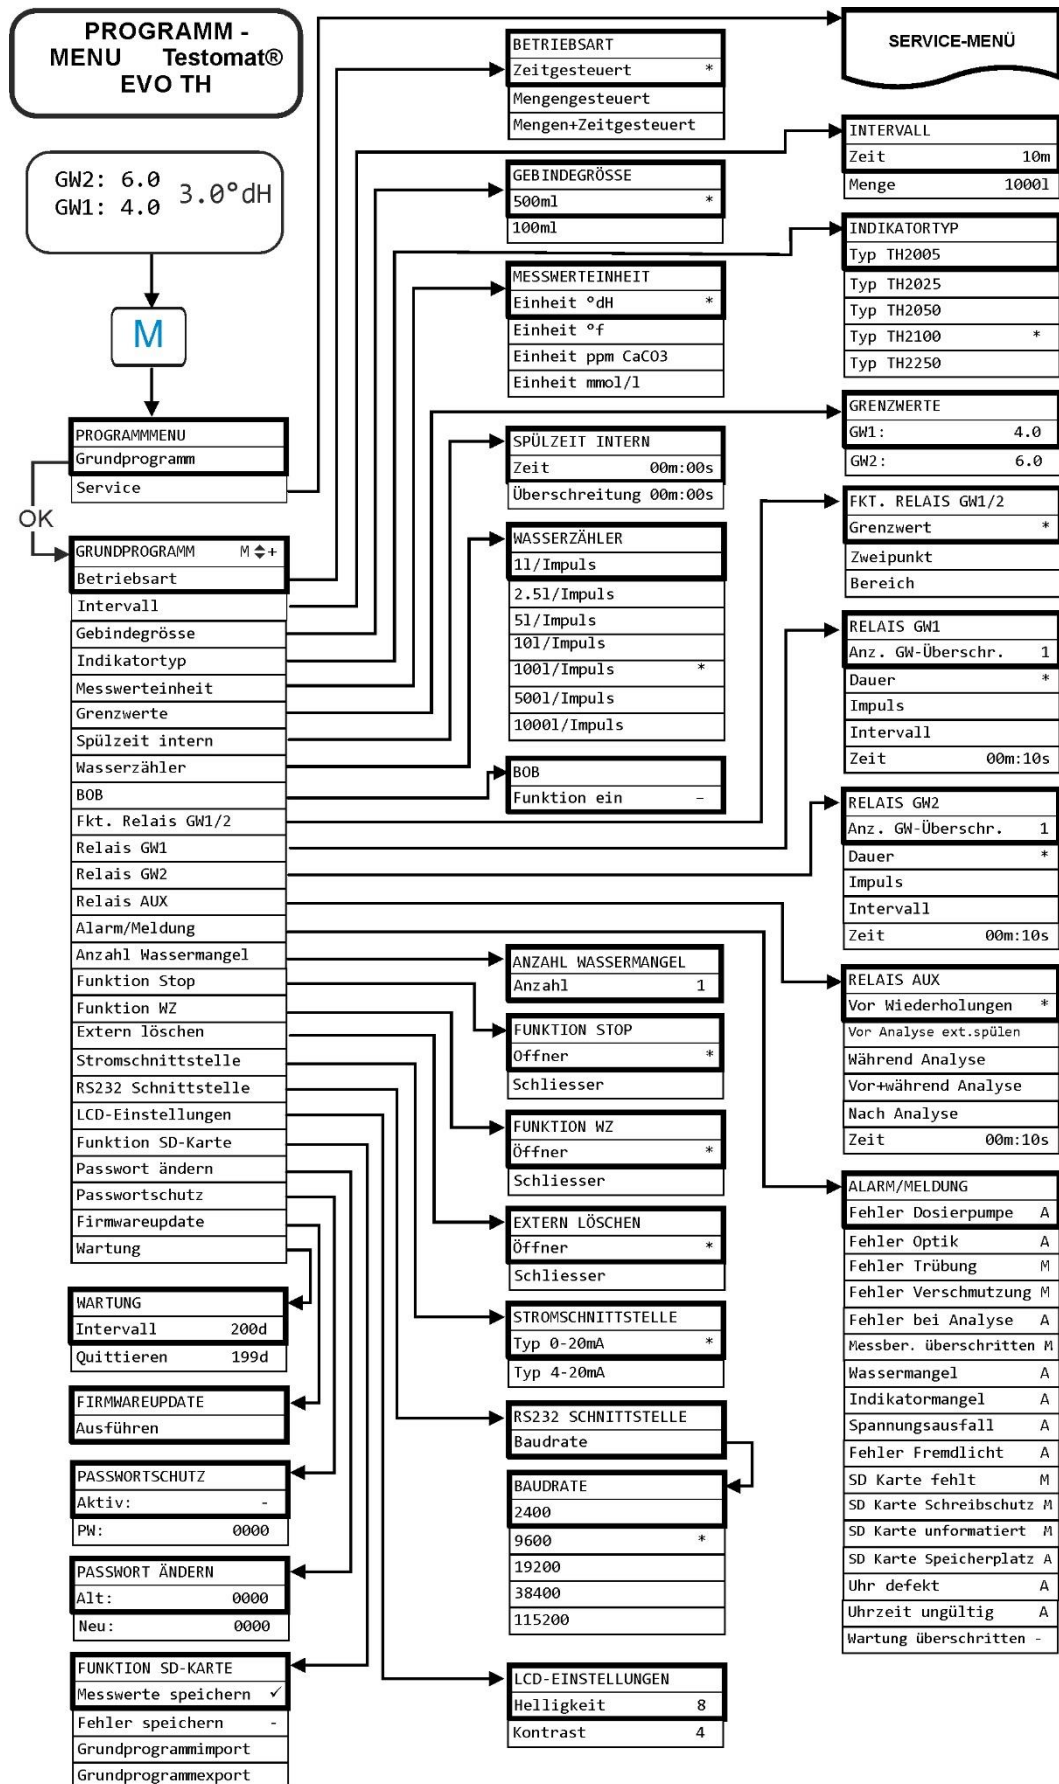 PROGRAMM -
MENU Testomat®
EVO TH
GW2: 6.0
GW1: 4.0
3.0°dH
M
PROGRAMMMENU
Grundprogramm
Service
OK
GRUNDPROGRAMM M +
Betriebsart
Intervall
Gebindegrösse
Indikatortyp
Messwerteinheit
Grenzwerte
Spülzeit intern
Wasserzähler
BOB
Fkt. Relais GW1/2
Relais GW1
Relais GW2
Relais AUX
Alarm/Meldung
Anzahl Wassermangel
Funktion Stop
Funktion WZ
Extern löschen
Stromschnittstelle
RS232 Schnittstelle
LCD-Einstellungen
Funktion SD-Karte
Passwort ändern
Passwortschutz
Firmwareupdate
Wartung
WARTUNG
Intervall 200d
Quittieren 199d
FIRMWAREUPDATE
Ausführen
PASSWORTSCHUTZ
Aktiv: -
PW: 0000
PASSWORT ÄNDERN
Alt: 0000
Neu: 0000
FUNKTION SD-KARTE
Messwerte speichern ✓
Fehler speichern -
Grundprogrammimport
Grundprogrammexport
BETRIEBSART
Zeitgesteuert *
Mengengesteuert
Mengen+Zeitgesteuert
GEBINDEGRÖSSE
500ml *
100ml
MESSWERTEINHEIT
Einheit °dH *
Einheit °f
Einheit ppm CaCO3
Einheit mmol/l
SPÜLZEIT INTERN
Zeit 00m:00s
Überschreitung 00m:00s
WASSERZÄHLER
1l/Impuls
2.5l/Impuls
5l/Impuls
10l/Impuls
100l/Impuls *
500l/Impuls
1000l/Impuls
BOB
Funktion ein -
ANZAHL WASSERMANGEL
Anzahl 1
FUNKTION STOP
Offner *
Schliesser
FUNKTION WZ
Öffner *
Schliesser
EXTERN LÖSCHEN
Öffner *
Schliesser
STROMSCHNITTSTELLE
Typ 0-20mA *
Typ 4-20mA
RS232 SCHNITTSTELLE
Baudrate
BAUDRATE
2400
9600 *
19200
38400
115200
LCD-EINSTELLUNGEN
Helligkeit 8
Kontrast 4
SERVICE-MENÜ
INTERVALL
Zeit 10m
Menge 1000l
INDIKATORTYP
Typ TH2005
Typ TH2025
Typ TH2050
Typ TH2100 *
Typ TH2250
GRENZWERTE
GW1: 4.0
GW2: 6.0
FKT. RELAIS GW1/2
Grenzwert *
Zweipunkt
Bereich
RELAIS GW1
Anz. GW-Überschr. 1
Dauer *
Impuls
Intervall
Zeit 00m:10s
RELAIS GW2
Anz. GW-Überschr. 1
Dauer *
Impuls
Intervall
Zeit 00m:10s
RELAIS AUX
Vor Wiederholungen *
Vor Analyse ext.spülen
Während Analyse
Vor+während Analyse
Nach Analyse
Zeit 00m:10s
ALARM/MELDUNG
Fehler Dosierpumpe A
Fehler Optik A
Fehler Trübung M
Fehler Verschmutzung M
Fehler bei Analyse A
Messber. überschritten M
Wassermangel A
Indikatormangel A
Spannungsausfall A
Fehler Fremdlicht A
SD Karte fehlt M
SD Karte Schreibschutz M
SD Karte unformatiert M
SD Karte Speicherplatz A
Uhr defekt A
Uhrzeit ungültig A
Wartung überschritten -